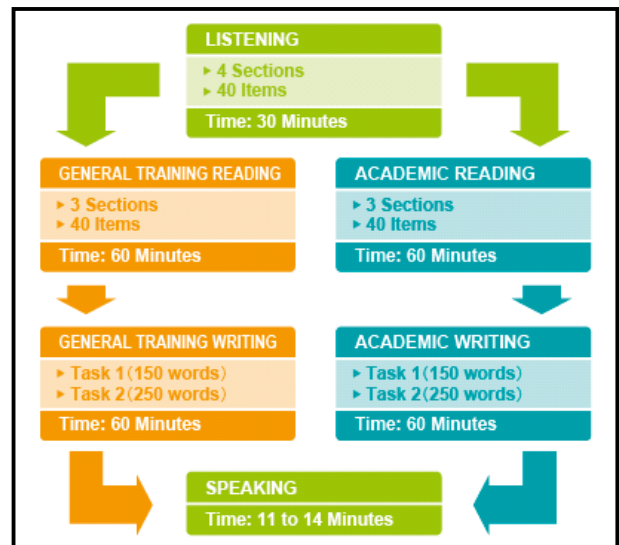 LISTENING
▸ 4 Sections
▸ 40 Items
Time: 30 Minutes
GENERAL TRAINING READING
▸ 3 Sections
▸ 40 Items
Time: 60 Minutes
ACADEMIC READING
▸ 3 Sections
▸ 40 Items
Time: 60 Minutes
GENERAL TRAINING WRITING
▸ Task 1(150 words)
▸ Task 2(250 words)
Time: 60 Minutes
ACADEMIC WRITING
▸ Task 1(150 words)
▸ Task 2(250 words)
Time: 60 Minutes
SPEAKING
Time: 11 to 14 Minutes